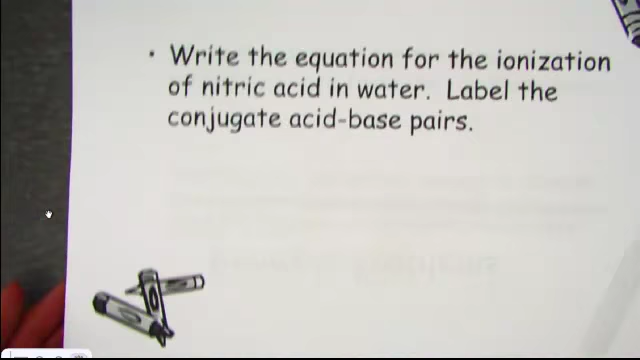 • Write the equation for the ionization
of nitric acid in water. Label the
conjugate acid-base pairs.